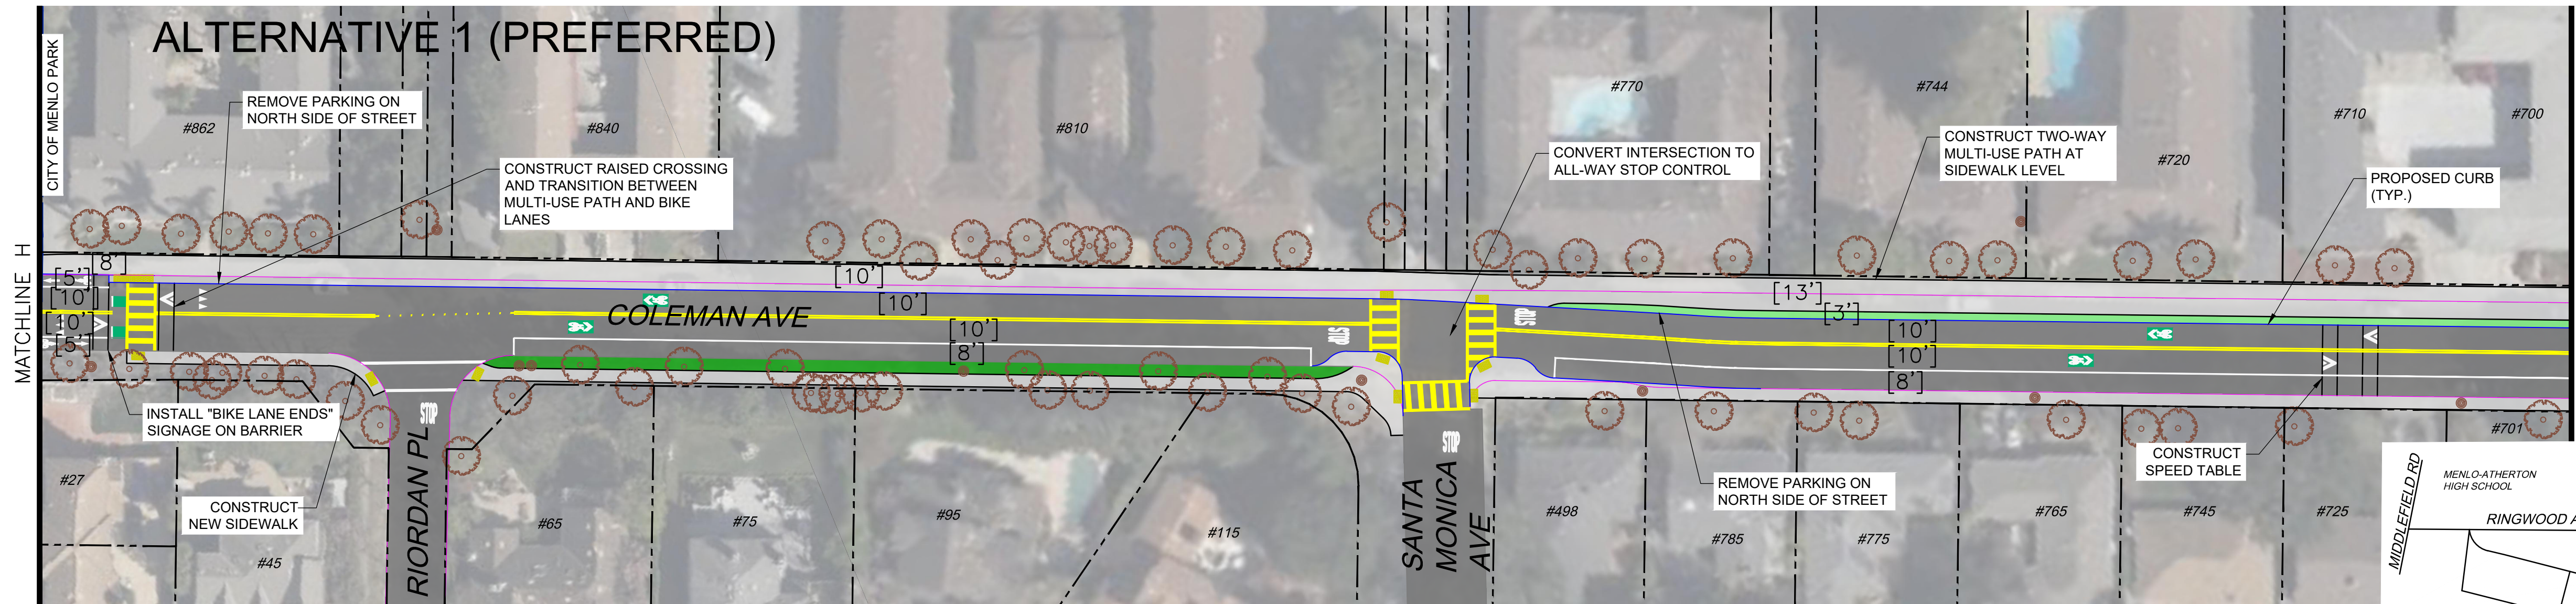 ALTERNATIVE 1 (PREFERRED)
CITY OF MENLO PARK
MATCHLINE H
REMOVE PARKING ON
NORTH SIDE OF STREET
CONSTRUCT RAISED CROSSING
AND TRANSITION BETWEEN
MULTI-USE PATH AND BIKE
LANES
CONVERT INTERSECTION TO
ALL-WAY STOP CONTROL
CONSTRUCT TWO-WAY
MULTI-USE PATH AT
SIDEWALK LEVEL
PROPOSED CURB
(TYP.)
#862
#840
#810
#770
#744
#720
#710
#700
[8']
[5']
[10']
[10']
[5']
[10']
[10']
[10']
[8']
[13']
[3']
[10']
[10']
[8']
COLEMAN AVE
STOP
STOP
INSTALL "BIKE LANE ENDS"
SIGNAGE ON BARRIER
CONSTRUCT
NEW SIDEWALK
STOP
RIORDAN PL
STOP
SANTA
MONICA
AVE
REMOVE PARKING ON
NORTH SIDE OF STREET
CONSTRUCT
SPEED TABLE
#27
#45
#65
#75
#95
#115
#498
#785
#775
#765
#745
#725
#701
MIDDLEFIELD RD
MENLO-ATHERTON
HIGH SCHOOL
RINGWOOD A